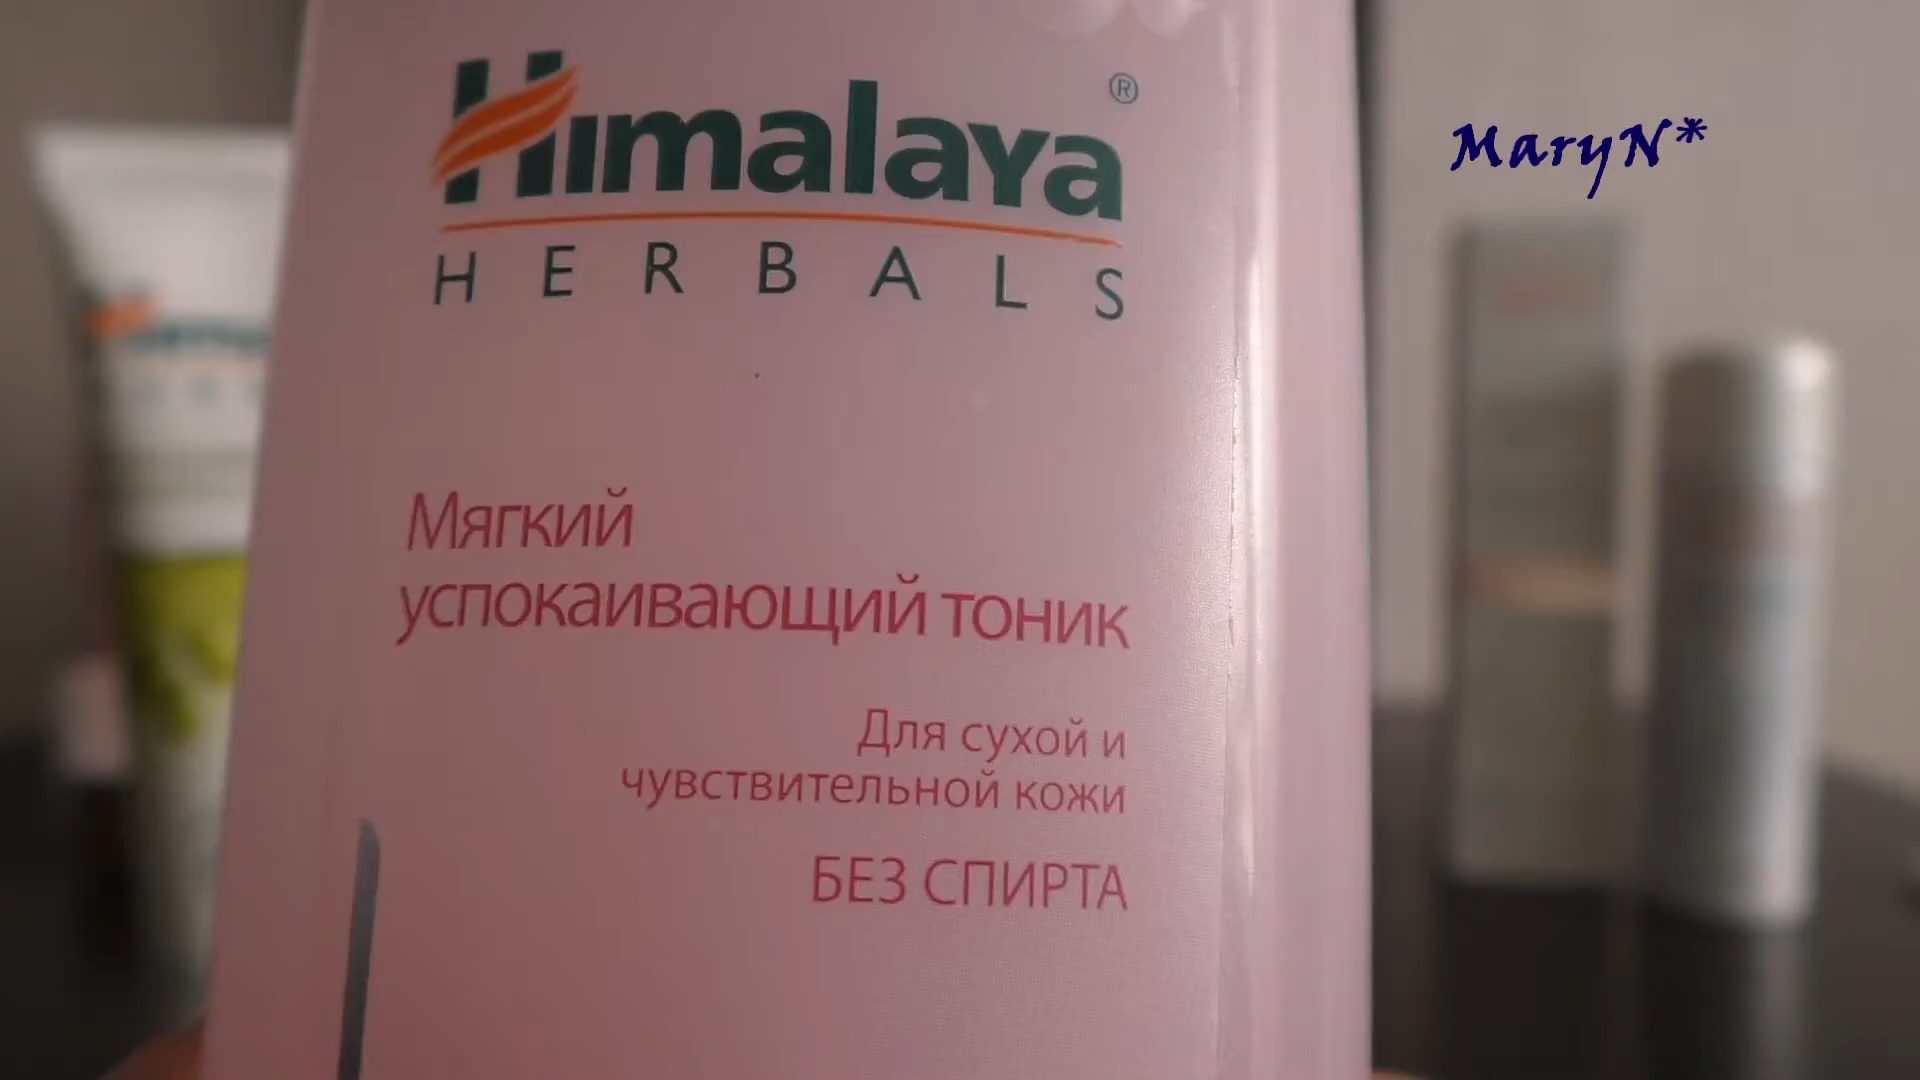 Himalaya ®
HERBALS
MaryN*
Мягкий
успокаивающий тоник
Для сухой и
чувствительной кожи
БЕЗ СПИРТА